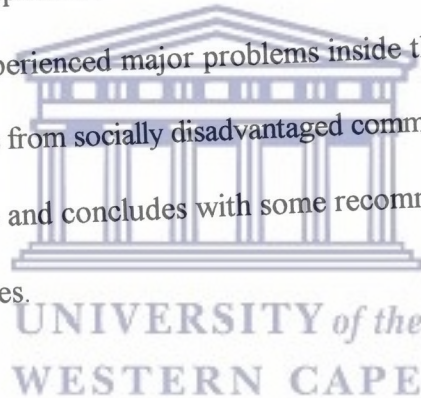 perienced major problems inside t
from socially disadvantaged comm
and concludes with some recomm
es.
UNIVERSITY of the
WESTERN CAPE